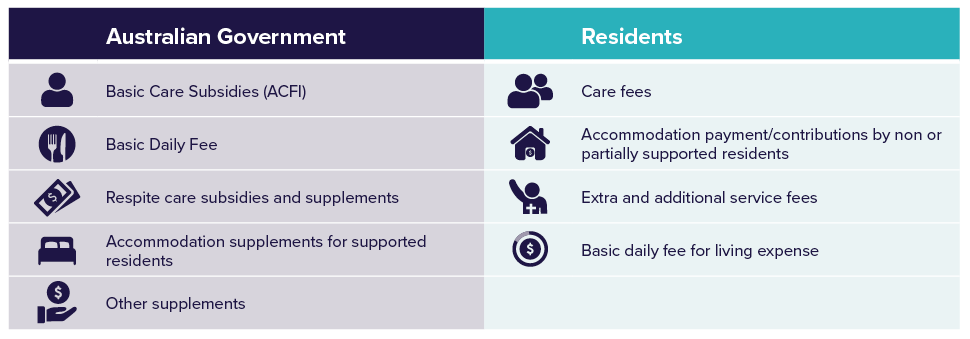 Australian Government
Residents
Basic Care Subsidies (ACFI)
Care fees
Basic Daily Fee
Accommodation payment/contributions by non or
partially supported residents
Respite care subsidies and supplements
Extra and additional service fees
Accommodation supplements for supported
residents
Basic daily fee for living expense
Other supplements